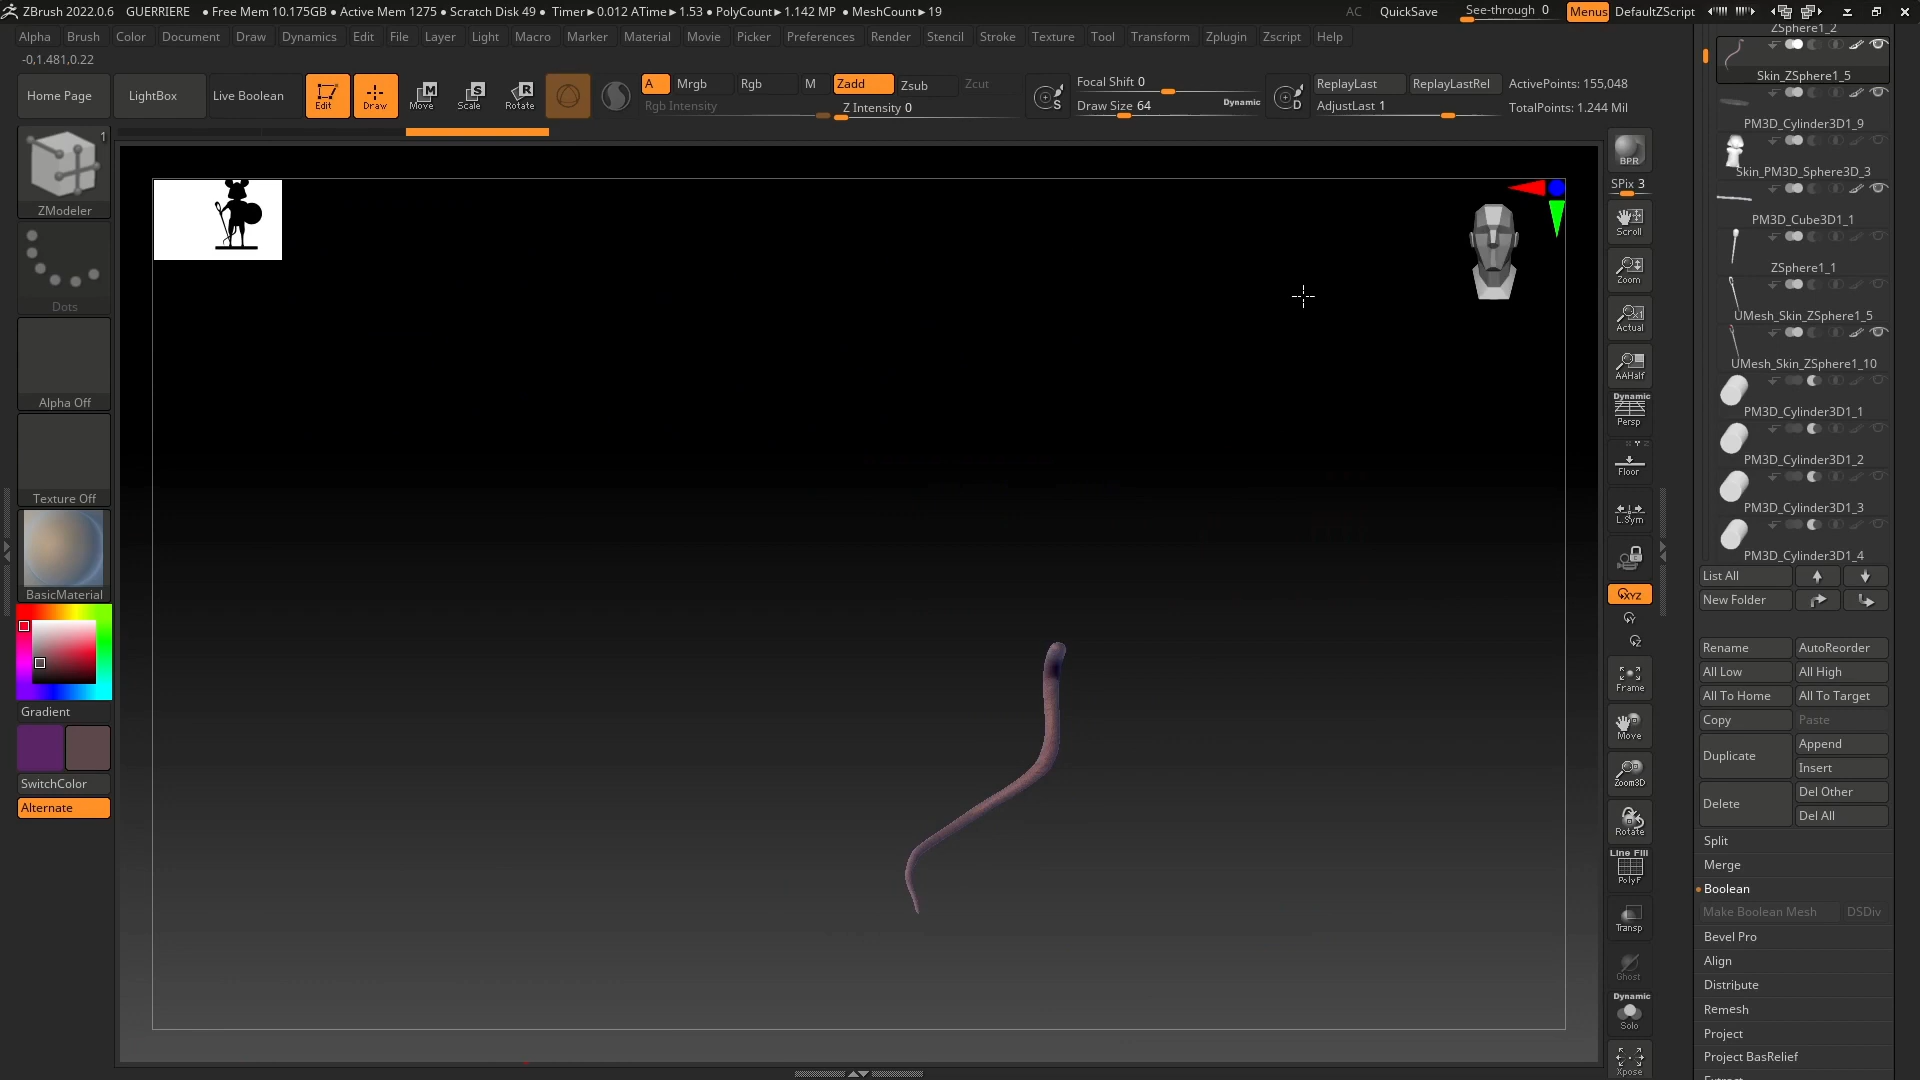 ZBrush 2022.0.6 GUERRIERE • Free Mem 10.175GB • Active Mem 1275 • Scratch Disk 49 • Timer►0.012 ATime►1.53 • PolyCount►1.142 MP • MeshCount►19 AC QuickSave See-through 0 Menus DefaultZScript
Alpha Brush Color Document Draw Dynamics Edit File Layer Light Macro Marker Material Movie Picker Preferences Render Stencil Stroke Texture Tool Transform Zplugin Zscript Help
-0,1.481,0.22
Home Page LightBox Live Boolean Edit Draw Move Scale Rotate
A Mrgb Rgb M Zadd Zsub Zcut
Rgb Intensity Z Intensity 0
Focal Shift 0
Draw Size 64 Dynamic
ReplayLast ReplayLastRel ActivePoints: 155,048
AdjustLast 1 TotalPoints: 1.244 Mil
1
ZModeler
Dots
Alpha Off
Texture Off
BasicMaterial
Gradient
SwitchColor
Alternate
BPR
SPix 3
Scroll
Zoom
Actual
AAHalf
Dynamic
Persp
Floor
L.Sym
XYZ
Y
Z
Frame
Move
Zoom3D
Rotate
Line Fill
PolyF
Transp
Ghost
Dynamic
Solo
Xpose
ZSphere1_2
Skin_ZSphere1_5
PM3D_Cylinder3D1_9
Skin_PM3D_Sphere3D_3
PM3D_Cube3D1_1
ZSphere1_1
UMesh_Skin_ZSphere1_5
UMesh_Skin_ZSphere1_10
PM3D_Cylinder3D1_1
PM3D_Cylinder3D1_2
PM3D_Cylinder3D1_3
PM3D_Cylinder3D1_4
List All
New Folder
Rename AutoReorder
All Low All High
All To Home All To Target
Copy Paste
Duplicate Append
Insert
Delete Del Other
Del All
Split
Merge
Boolean
Make Boolean Mesh DSDiv
Bevel Pro
Align
Distribute
Remesh
Project
Project BasRelief
Extract